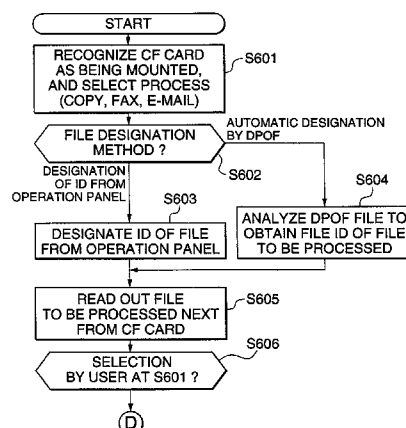 START
RECOGNIZE CF CARD
AS BEING MOUNTED,
AND SELECT PROCESS
(COPY, FAX, E-MAIL)
S601
FILE DESIGNATION
METHOD ?
S602
AUTOMATIC DESIGNATION
BY DPOF
DESIGNATION
OF ID FROM
OPERATION PANEL
S603
DESIGNATE ID OF FILE
FROM OPERATION PANEL
S604
ANALYZE DPOF FILE TO
OBTAIN FILE ID OF FILE
TO BE PROCESSED
READ OUT FILE
TO BE PROCESSED NEXT
FROM CF CARD
S605
SELECTION
BY USER AT S601 ?
S606
D